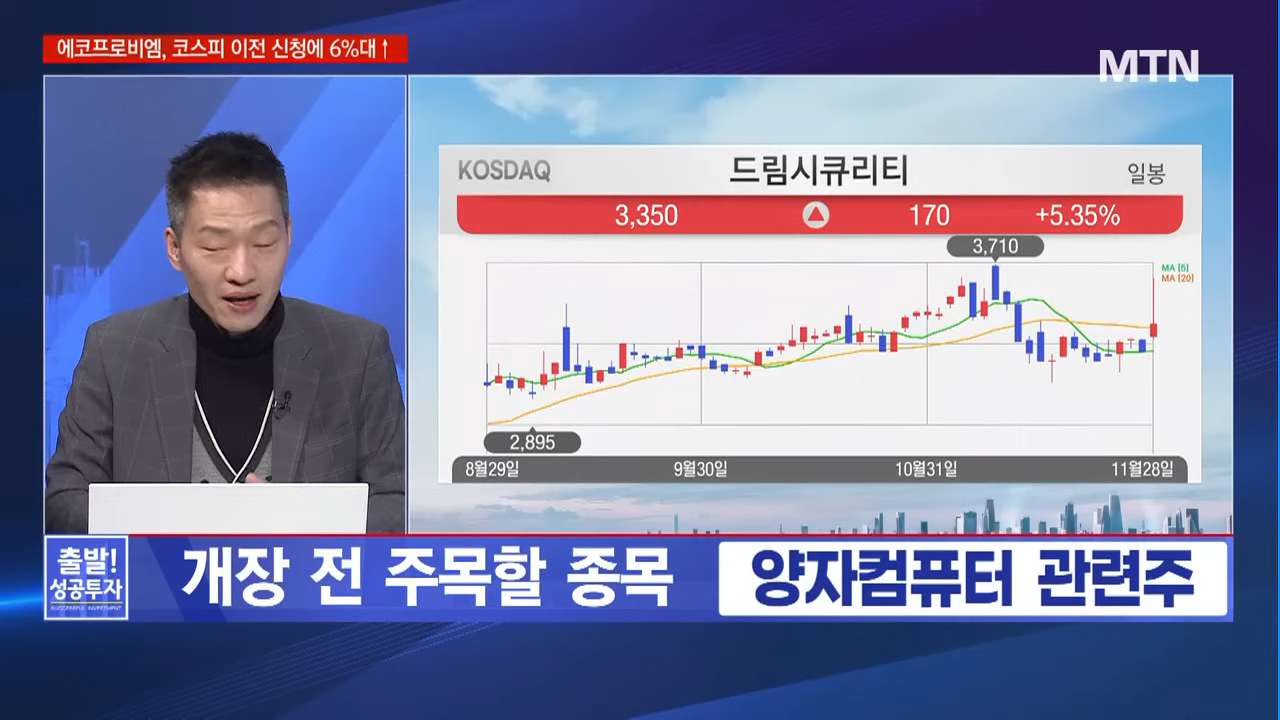 에코프로비엠, 코스피 이전 신청에 6%대↑
MTN
KOSDAQ
드림시큐리티
일봉
3,350 ▲ 170 +5.35%
3,710
MA [5]
MA [20]
2,895
8월29일 9월30일 10월31일 11월28일
출발!
성공투자
SUCCESSFUL INVESTMENT
개장 전 주목할 종목
양자컴퓨터 관련주